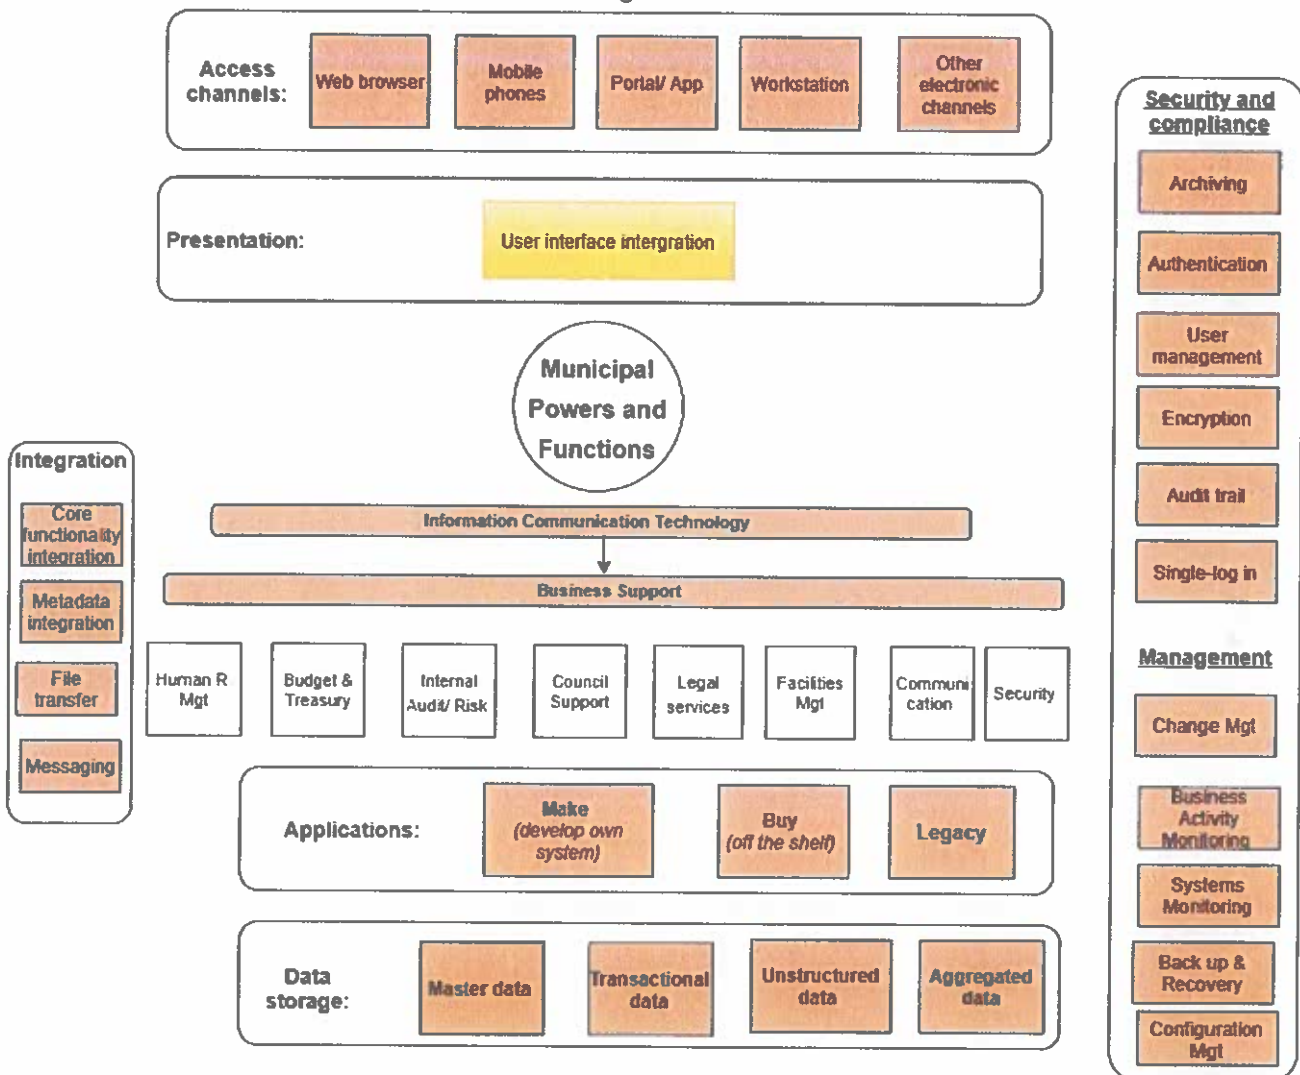 Access
channels:
Web browser
Mobile
phones
Portal/ App
Workstation
Other
electronic
channels
Presentation:
User interface intergration
Municipal
Powers and
Functions
Information Communication Technology
Business Support
Integration
Core
functionality
integration
Metadata
integration
File
transfer
Messaging
Human R
Mgt
Budget &
Treasury
Internal
Audit/ Risk
Council
Support
Legal
services
Facilities
Mgt
Communi
cation
Security
Applications:
Make
(develop own
system)
Buy
(off the shelf)
Legacy
Data
storage:
Master data
Transactional
data
Unstructured
data
Aggregated
data
Security and
compliance
Archiving
Authentication
User
management
Encryption
Audit trail
Single-log in
Management
Change Mgt
Business
Activity
Monitoring
Systems
Monitoring
Back up &
Recovery
Configuration
Mgt